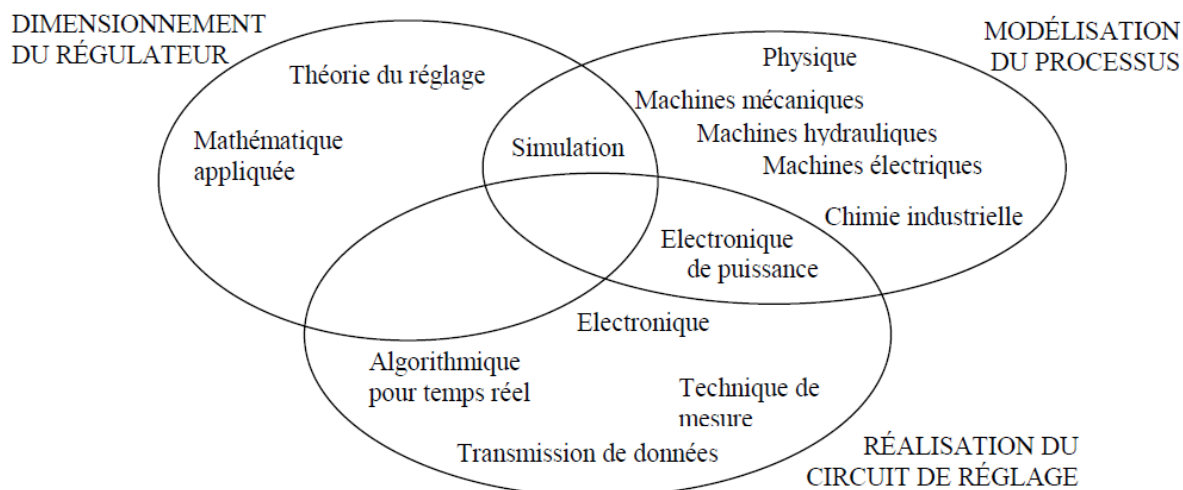 DIMENSIONNEMENT
DU RÉGULATEUR
MODÉLISATION
DU PROCESSUS
Théorie du réglage
Physique
Machines mécaniques
Mathématique
appliquée
Simulation
Machines hydrauliques
Machines électriques
Chimie industrielle
Electronique
de puissance
Electronique
Algorithmique
pour temps réel
Technique de
mesure
Transmission de données
RÉALISATION DU
CIRCUIT DE RÉGLAGE